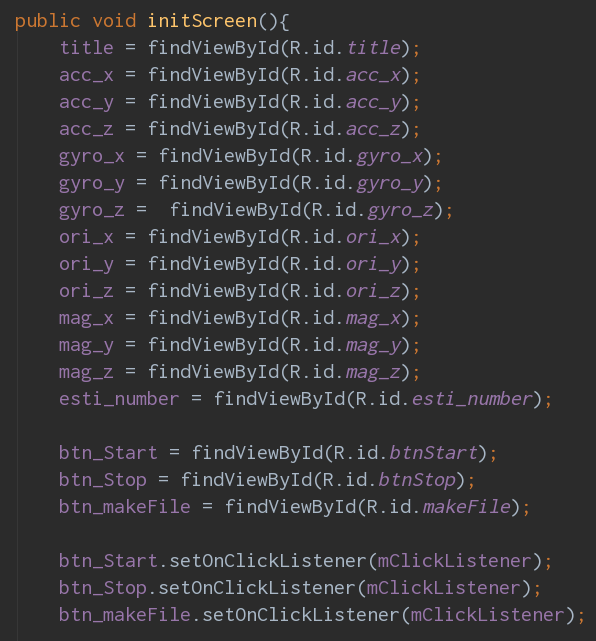 public void initScreen(){
    title = findViewById(R.id.title);
    acc_x = findViewById(R.id.acc_x);
    acc_y = findViewById(R.id.acc_y);
    acc_z = findViewById(R.id.acc_z);
    gyro_x = findViewById(R.id.gyro_x);
    gyro_y = findViewById(R.id.gyro_y);
    gyro_z =  findViewById(R.id.gyro_z);
    ori_x = findViewById(R.id.ori_x);
    ori_y = findViewById(R.id.ori_y);
    ori_z = findViewById(R.id.ori_z);
    mag_x = findViewById(R.id.mag_x);
    mag_y = findViewById(R.id.mag_y);
    mag_z = findViewById(R.id.mag_z);
    esti_number = findViewById(R.id.esti_number);

    btn_Start = findViewById(R.id.btnStart);
    btn_Stop = findViewById(R.id.btnStop);
    btn_makeFile = findViewById(R.id.makeFile);

    btn_Start.setOnClickListener(mClickListener);
    btn_Stop.setOnClickListener(mClickListener);
    btn_makeFile.setOnClickListener(mClickListener);